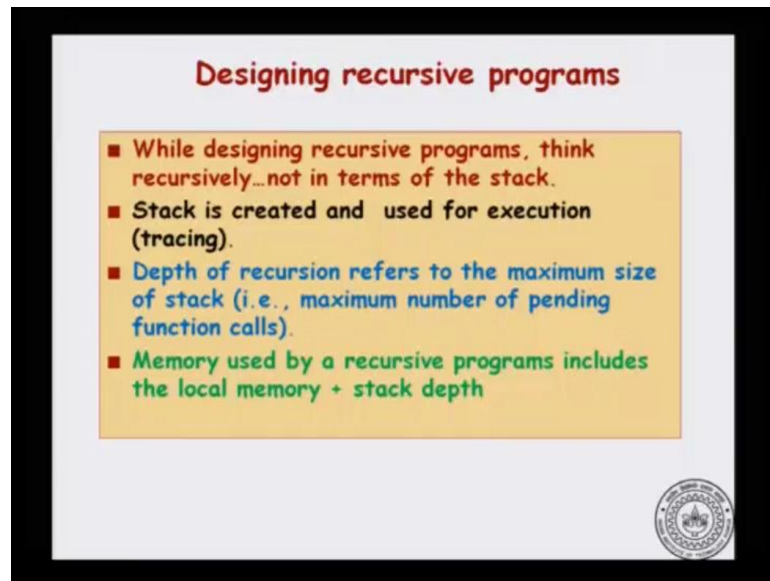 Designing recursive programs
■ While designing recursive programs, think
recursively…not in terms of the stack.
■ Stack is created and used for execution
(tracing).
■ Depth of recursion refers to the maximum size
of stack (i.e., maximum number of pending
function calls).
■ Memory used by a recursive programs includes
the local memory + stack depth